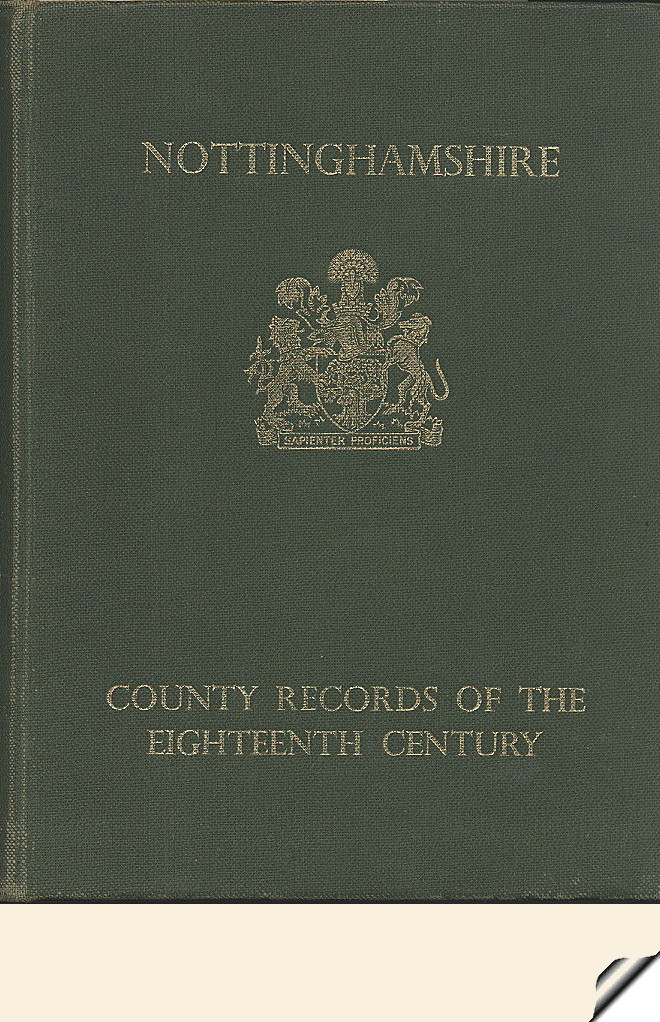 NOTTINGHAMSHIRE
SAPIENTER PROFICIENS
COUNTY RECORDS OF THE
EIGHTEENTH CENTURY